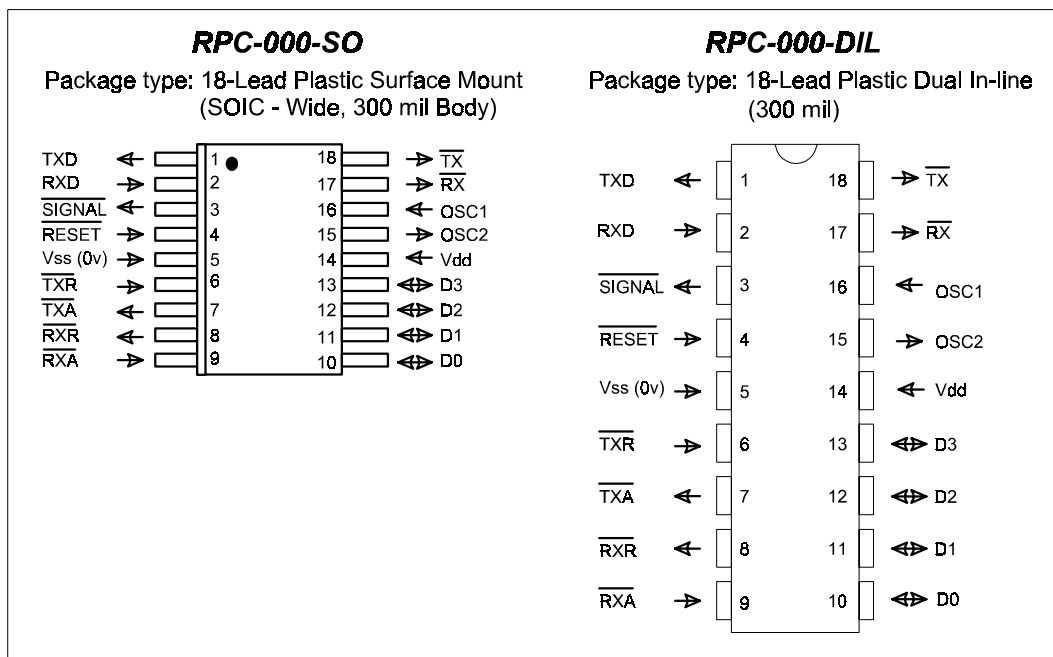 RPC-000-SO
Package type: 18-Lead Plastic Surface Mount
(SOIC - Wide, 300 mil Body)
TXD 1 18 TX
RXD 2 17 RX
SIGNAL 3 16 OSC1
RESET 4 15 OSC2
Vss (0v) 5 14 Vdd
TXR 6 13 D3
TXA 7 12 D2
RXR 8 11 D1
RXA 9 10 D0
RPC-000-DIL
Package type: 18-Lead Plastic Dual In-line
(300 mil)
TXD 1 18 TX
RXD 2 17 RX
SIGNAL 3 16 OSC1
RESET 4 15 OSC2
Vss (0v) 5 14 Vdd
TXR 6 13 D3
TXA 7 12 D2
RXR 8 11 D1
RXA 9 10 D0